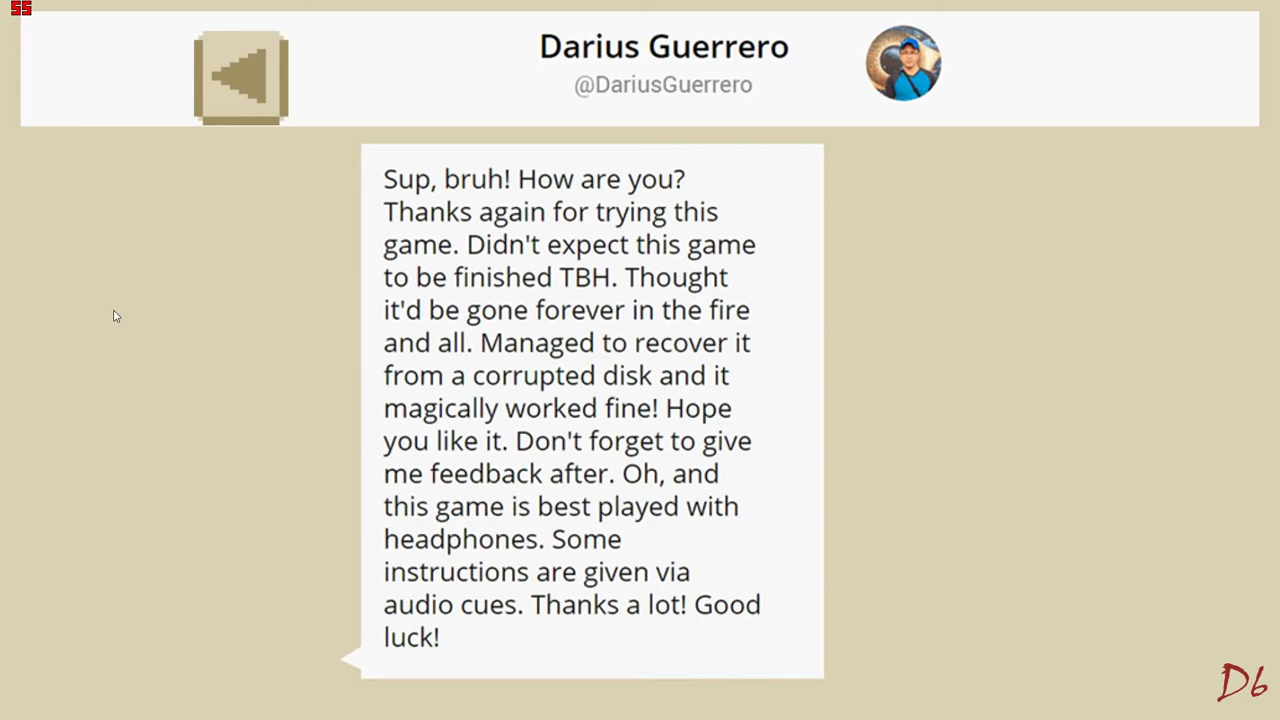 55
Darius Guerrero
@DariusGuerrero
Sup, bruh! How are you?
Thanks again for trying this
game. Didn't expect this game
to be finished TBH. Thought
it'd be gone forever in the fire
and all. Managed to recover it
from a corrupted disk and it
magically worked fine! Hope
you like it. Don't forget to give
me feedback after. Oh, and
this game is best played with
headphones. Some
instructions are given via
audio cues. Thanks a lot! Good
luck!
D6